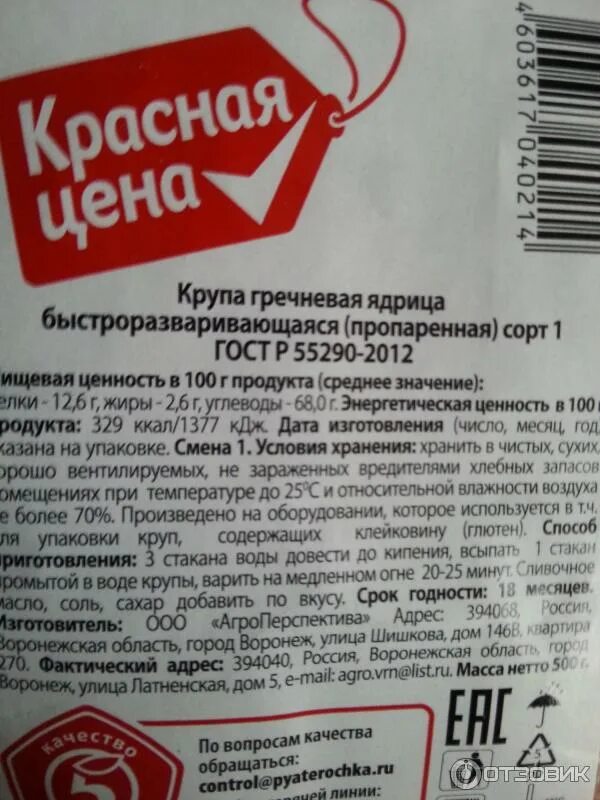 Красная
цена
4603617040214
Крупа гречневая ядрица
быстроразваривающаяся (пропаренная) сорт 1
ГОСТ Р 55290-2012
ищевая ценность в 100 г продукта (среднее значение):
елки - 12,6 г, жиры - 2,6 г, углеводы - 68,0 г. Энергетическая ценность в 100 г
родукта: 329 ккал/1377 кДж. Дата изготовления (число, месяц, год)
казана на упаковке. Смена 1. Условия хранения: хранить в чистых, сухих,
орошо вентилируемых, не зараженных вредителями хлебных запасов
омещениях при температуре до 25⁰С и относительной влажности воздуха
е более 70%. Произведено на оборудовании, которое используется в т.ч.
ля упаковки круп, содержащих клейковину (глютен). Способ
риготовления: 3 стакана воды довести до кипения, всыпать 1 стакан
ромытой в воде крупы, варить на медленном огне 20-25 минут. Сливочное
масло, соль, сахар добавить по вкусу. Срок годности: 18 месяцев.
Изготовитель: ООО «АгроПерспектива» Адрес: 394068, Россия,
Воронежская область, город Воронеж, улица Шишкова, дом 146В, квартира
270. Фактический адрес: 394040, Россия, Воронежская область, город
Воронеж, улица Латненская, дом 5, e-mail: agro.vrn@list.ru. Масса нетто 500 г.
качество
5
По вопросам качества
обращаться:
control@pyaterochka.ru
горячей линии:
ЕАС
5
ОТЗОВИК